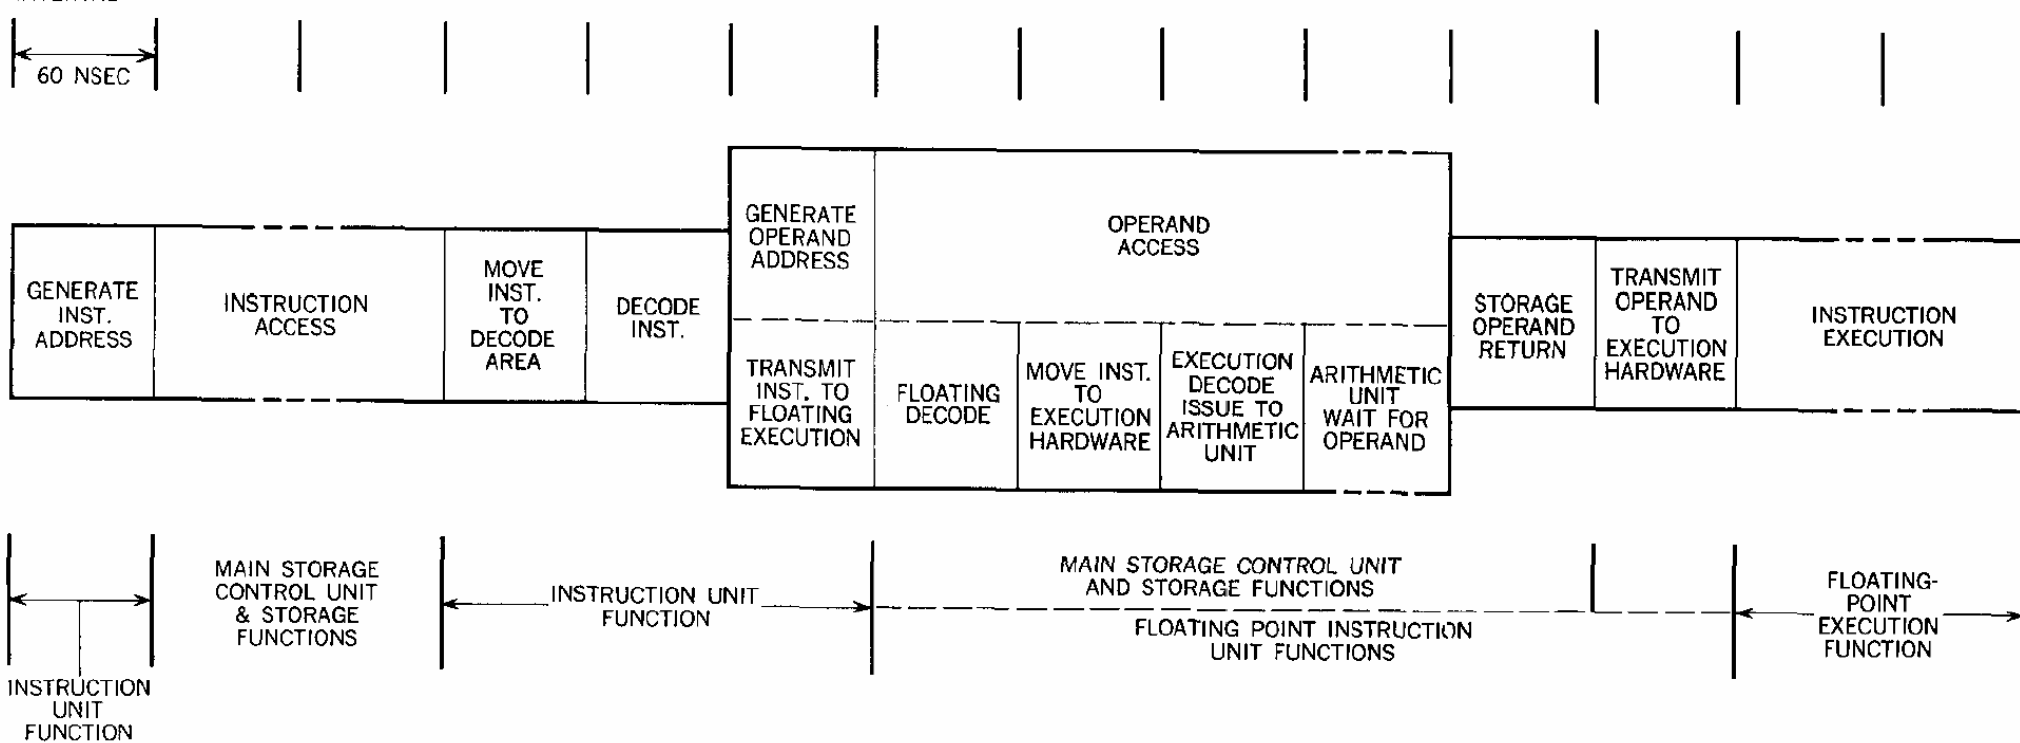 60 NSEC
GENERATE
INST.
ADDRESS
INSTRUCTION
ACCESS
MOVE
INST.
TO
DECODE
AREA
DECODE
INST.
GENERATE
OPERAND
ADDRESS
OPERAND
ACCESS
TRANSMIT
INST. TO
FLOATING
EXECUTION
FLOATING
DECODE
MOVE INST.
TO
EXECUTION
HARDWARE
EXECUTION
DECODE
ISSUE TO
ARITHMETIC
UNIT
ARITHMETIC
UNIT
WAIT FOR
OPERAND
STORAGE
OPERAND
RETURN
TRANSMIT
OPERAND
TO
EXECUTION
HARDWARE
INSTRUCTION
EXECUTION
INSTRUCTION
UNIT
FUNCTION
MAIN STORAGE
CONTROL UNIT
& STORAGE
FUNCTIONS
INSTRUCTION UNIT
FUNCTION
MAIN STORAGE CONTROL UNIT
AND STORAGE FUNCTIONS
FLOATING POINT INSTRUCTION
UNIT FUNCTIONS
FLOATING-
POINT
EXECUTION
FUNCTION